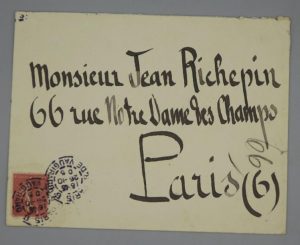 Monsieur Jean Richepin
66 rue Notre Dame des Champs
Paris (6)